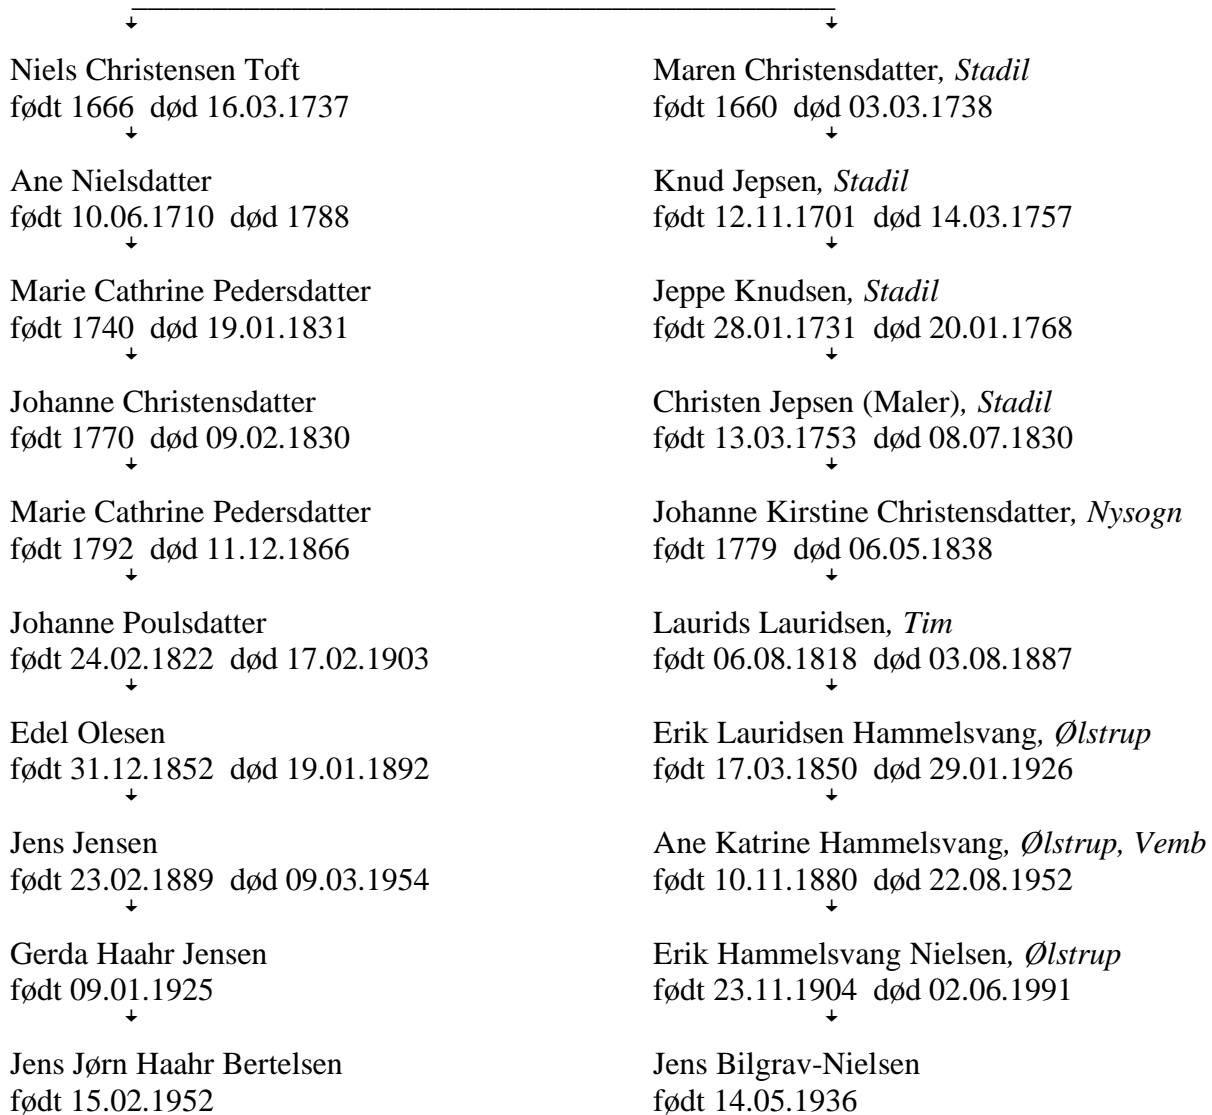 Niels Christensen Toft
født 1666  død 16.03.1737
Maren Christensdatter, Stadil
født 1660  død 03.03.1738
Ane Nielsdatter
født 10.06.1710  død 1788
Knud Jepsen, Stadil
født 12.11.1701  død 14.03.1757
Marie Cathrine Pedersdatter
født 1740  død 19.01.1831
Jeppe Knudsen, Stadil
født 28.01.1731  død 20.01.1768
Johanne Christensdatter
født 1770  død 09.02.1830
Christen Jepsen (Maler), Stadil
født 13.03.1753  død 08.07.1830
Marie Cathrine Pedersdatter
født 1792  død 11.12.1866
Johanne Kirstine Christensdatter, Nysogn
født 1779  død 06.05.1838
Johanne Poulsdatter
født 24.02.1822  død 17.02.1903
Laurids Lauridsen, Tim
født 06.08.1818  død 03.08.1887
Edel Olesen
født 31.12.1852  død 19.01.1892
Erik Lauridsen Hammelsvang, Ølstrup
født 17.03.1850  død 29.01.1926
Jens Jensen
født 23.02.1889  død 09.03.1954
Ane Katrine Hammelsvang, Ølstrup, Vemb
født 10.11.1880  død 22.08.1952
Gerda Haahr Jensen
født 09.01.1925
Erik Hammelsvang Nielsen, Ølstrup
født 23.11.1904  død 02.06.1991
Jens Jørn Haahr Bertelsen
født 15.02.1952
Jens Bilgrav-Nielsen
født 14.05.1936